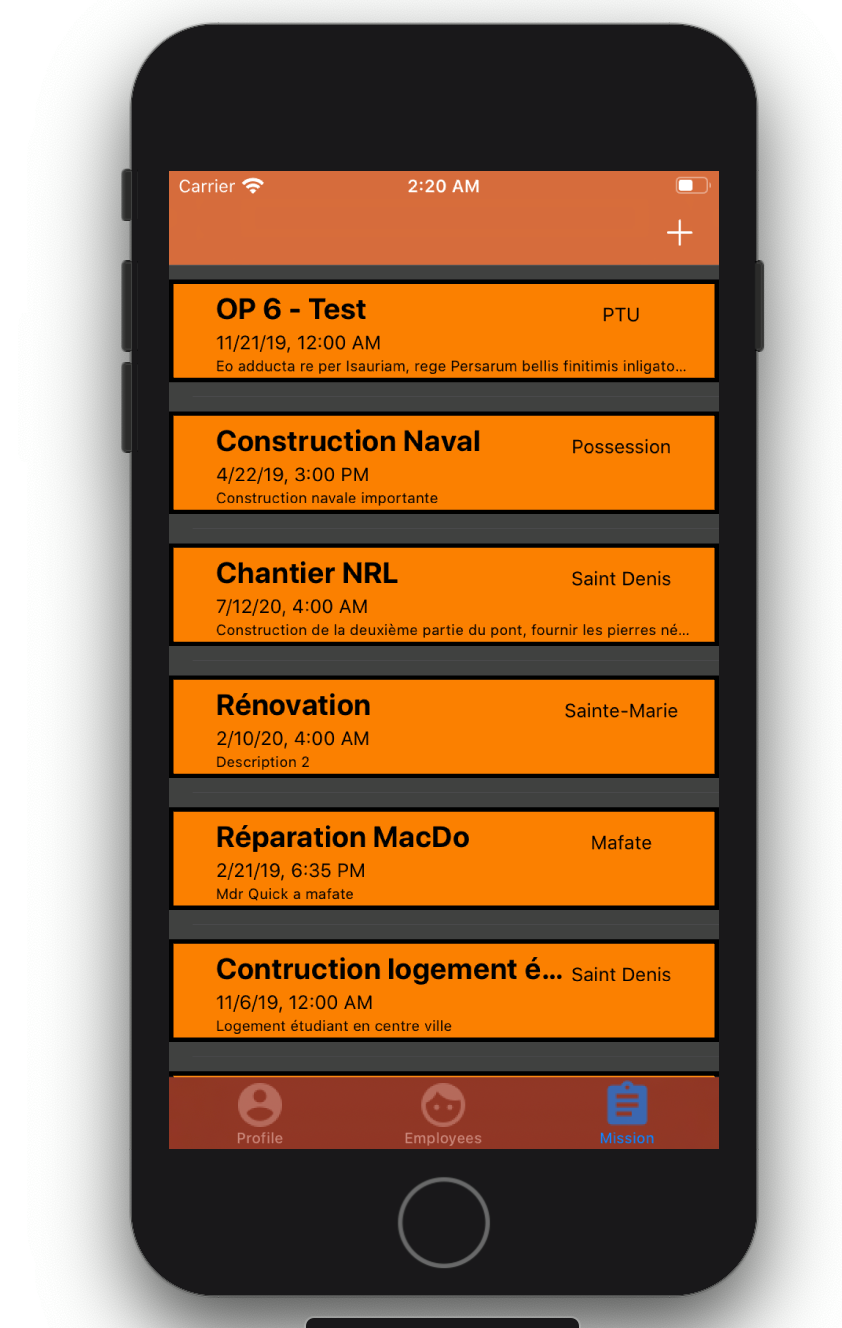 Carrier 2:20 AM
+
OP 6 - Test PTU
11/21/19, 12:00 AM
Eo adducta re per Isauriam, rege Persarum bellis finitimis inligato...
Construction Naval Possession
4/22/19, 3:00 PM
Construction navale importante
Chantier NRL Saint Denis
7/12/20, 4:00 AM
Construction de la deuxième partie du pont, fournir les pierres né...
Rénovation Sainte-Marie
2/10/20, 4:00 AM
Description 2
Réparation MacDo Mafate
2/21/19, 6:35 PM
Mdr Quick a mafate
Contruction logement é... Saint Denis
11/6/19, 12:00 AM
Logement étudiant en centre ville
Profile Employees Mission